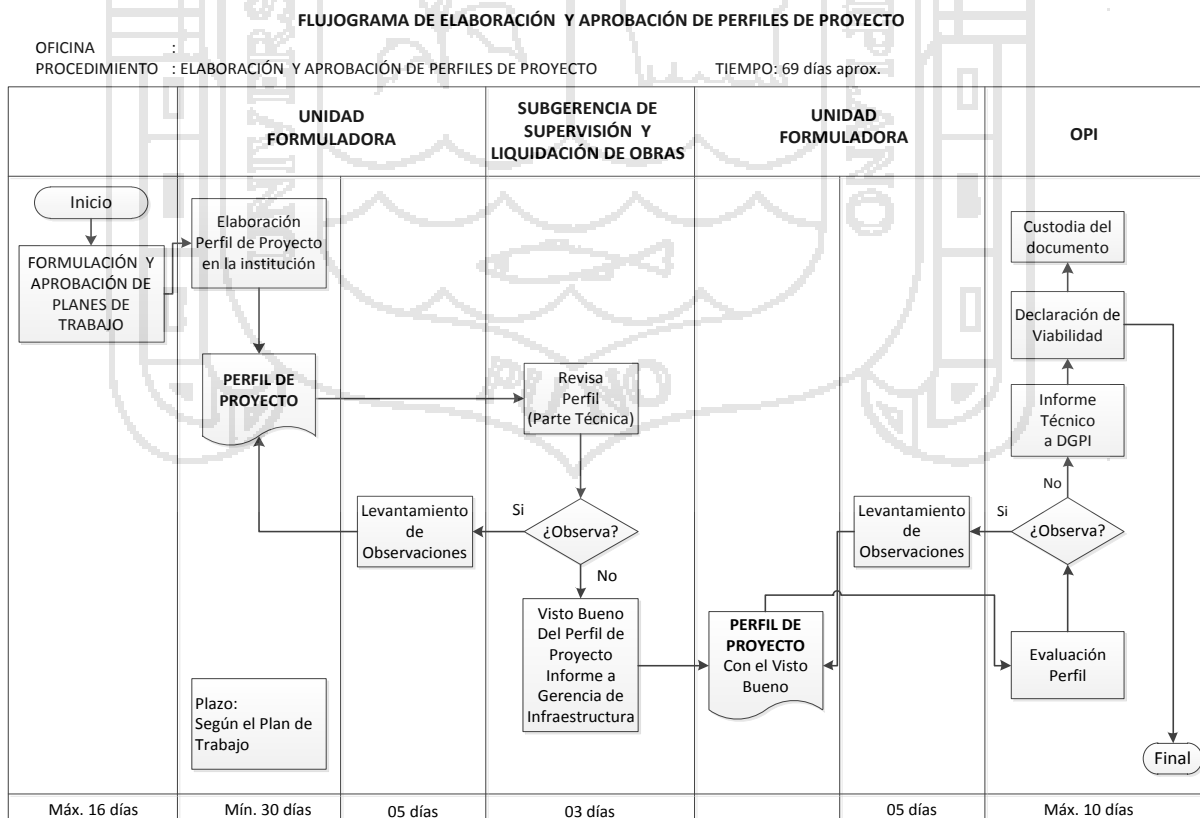 FLUJOGRAMA DE ELABORACIÓN Y APROBACIÓN DE PERFILES DE PROYECTO
OFICINA :
PROCEDIMIENTO : ELABORACIÓN Y APROBACIÓN DE PERFILES DE PROYECTO TIEMPO: 69 días aprox.
UNIDAD
FORMULADORA
SUBGERENCIA DE
SUPERVISIÓN Y
LIQUIDACIÓN DE OBRAS
UNIDAD
FORMULADORA
OPI
Inicio
FORMULACIÓN Y
APROBACIÓN DE
PLANES DE
TRABAJO
Elaboración
Perfil de Proyecto
en la institución
PERFIL DE
PROYECTO
Revisa
Perfil
(Parte Técnica)
¿Observa?
Si
No
Levantamiento
de
Observaciones
Visto Bueno
Del Perfil de
Proyecto
Informe a
Gerencia de
Infraestructura
PERFIL DE
PROYECTO
Con el Visto
Bueno
Levantamiento
de
Observaciones
Custodia del
documento
Declaración de
Viabilidad
Informe
Técnico
a DGPI
No
Si
¿Observa?
Evaluación
Perfil
Final
Plazo:
Según el Plan de
Trabajo
Máx. 16 días
Mín. 30 días
05 días
03 días
05 días
Máx. 10 días